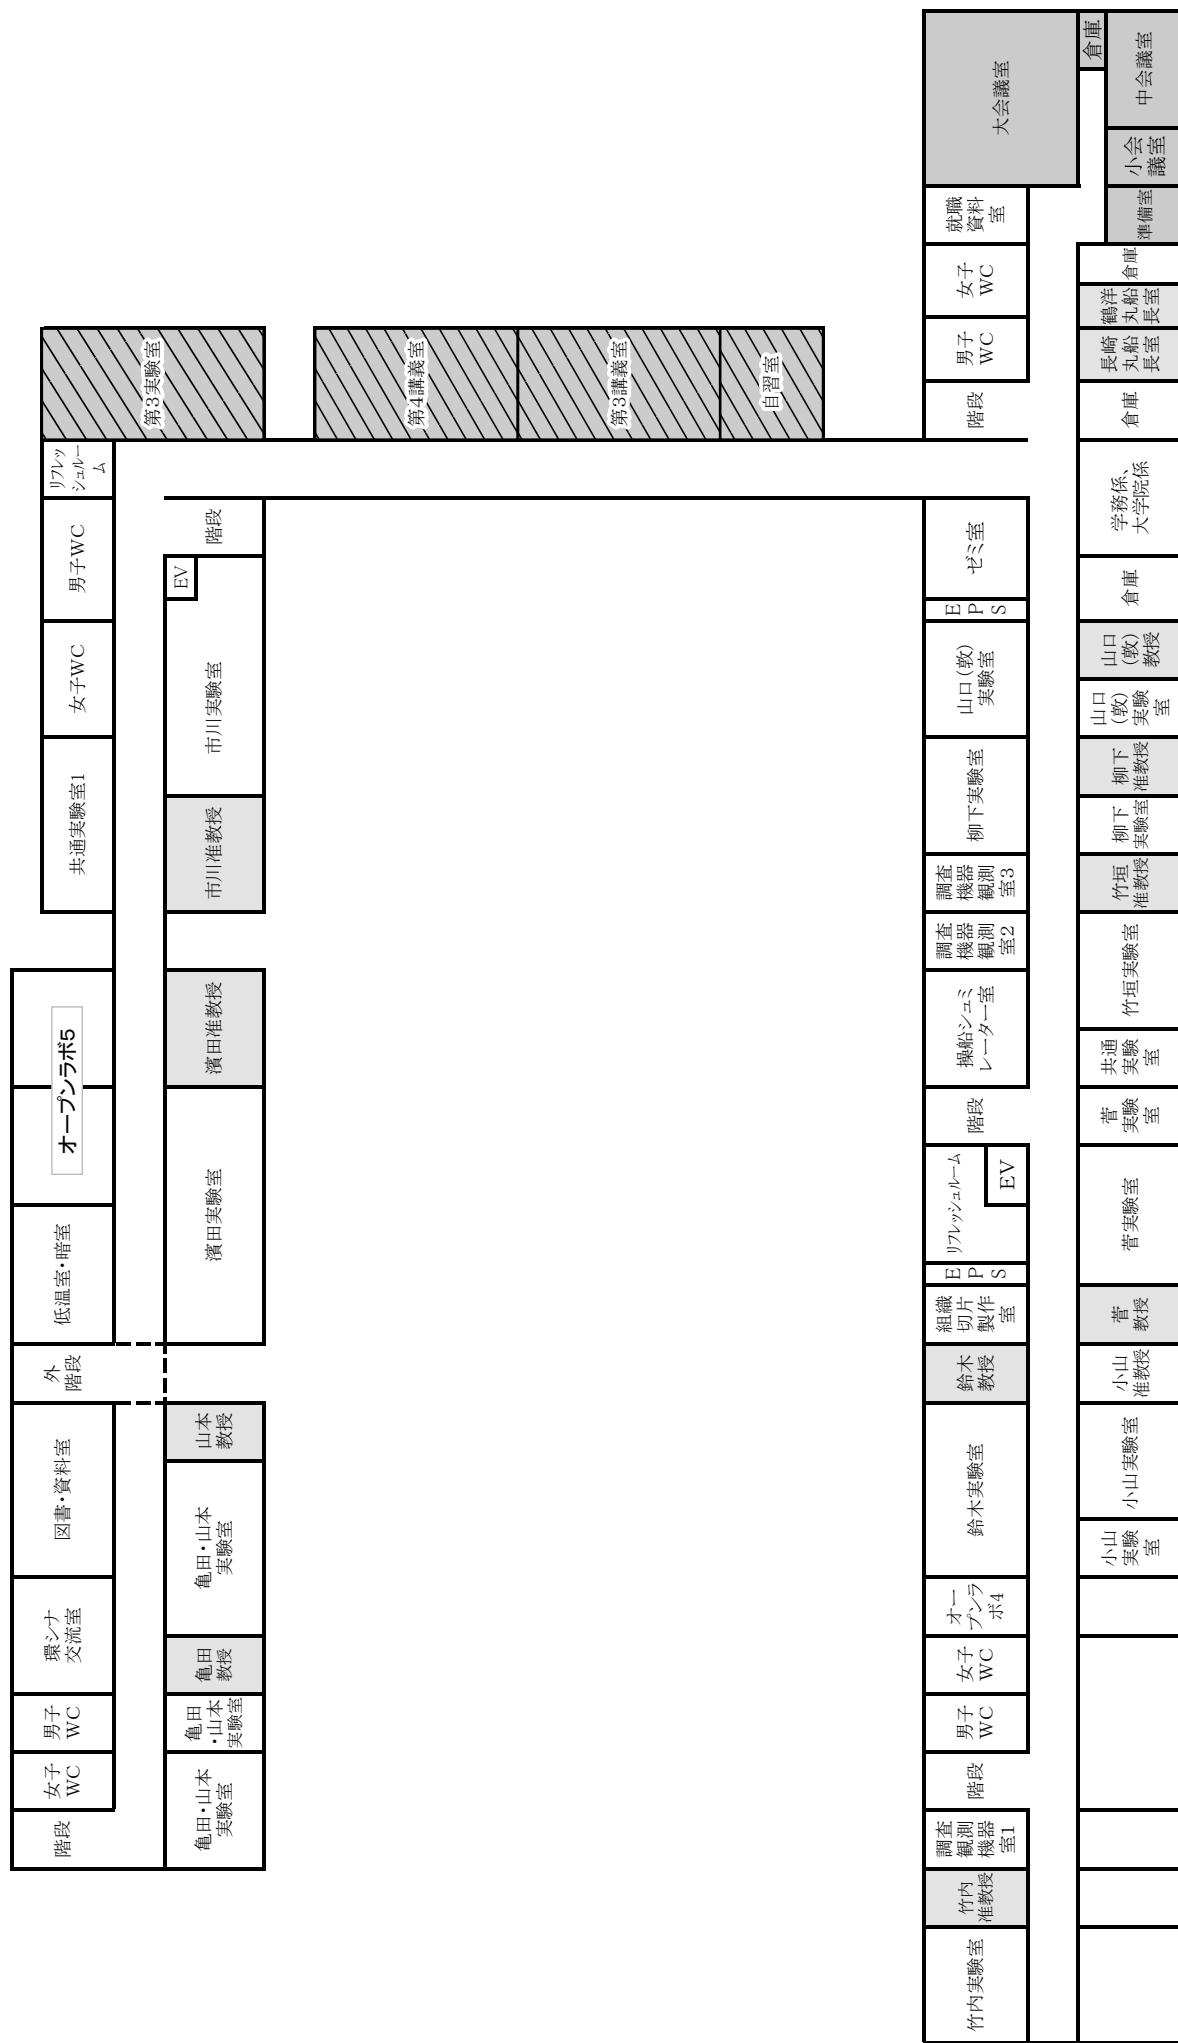 階段
女子
WC
男子
WC
環シナ
交流室
図書・資料室
外
階段
低温室・暗室
オープンラボ5
共通実験室1
女子WC
男子WC
リフレッ
シュルー
ム
第3実験室
亀田・山本
実験室
亀田
・山本
実験室
亀田
教授
亀田・山本
実験室
山本
教授
濱田実験室
濱田准教授
市川准教授
市川実験室
EV
階段
第4講義室
第3講義室
自習室
竹内実験室
竹内
准教授
調査
観測
機器
室1
階段
男子
WC
女子
WC
オー
プンラ
ボ4
鈴木実験室
鈴木
教授
組織
切片
製作
室
E
P
S
リフレッシュルーム
EV
階段
操船シュミ
レーター室
調査
機器
観測
室2
調査
機器
観測
室3
柳下実験室
山口(敦)
実験室
E
P
S
ゼミ室
階段
男子
WC
女子
WC
就職
資料
室
大会議室
小山
実験
室
小山実験室
小山
准教授
菅
教授
菅実験室
菅
実験
室
共通
実験
室
竹垣実験室
竹垣
准教授
柳下
実験室
柳下
准教授
山口
(敦)
実験
室
山口
(敦)
教授
倉庫
学務係、
大学院係
倉庫
長崎
丸船
長室
鶴洋
丸船
長室
倉庫
準備室
小会
議室
中会議室
倉庫